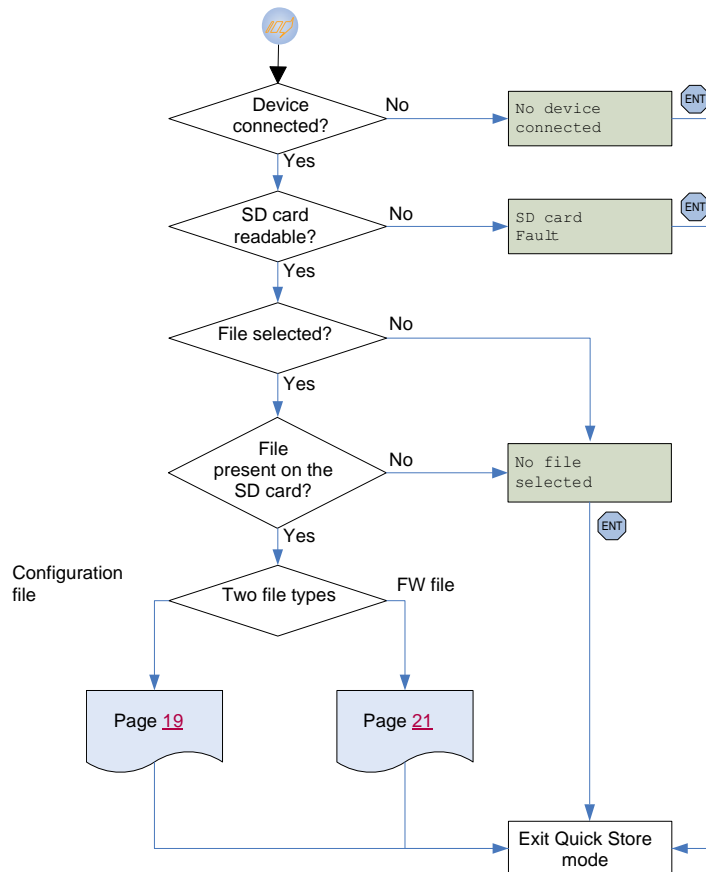 Device
connected?
No
No device
connected
ENT
Yes
SD card
readable?
No
SD card
Fault
ENT
Yes
File selected?
No
Yes
File
present on the
SD card?
No
No file
selected
ENT
Yes
Configuration
file
Two file types
FW file
Page 19
Page 21
Exit Quick Store
mode